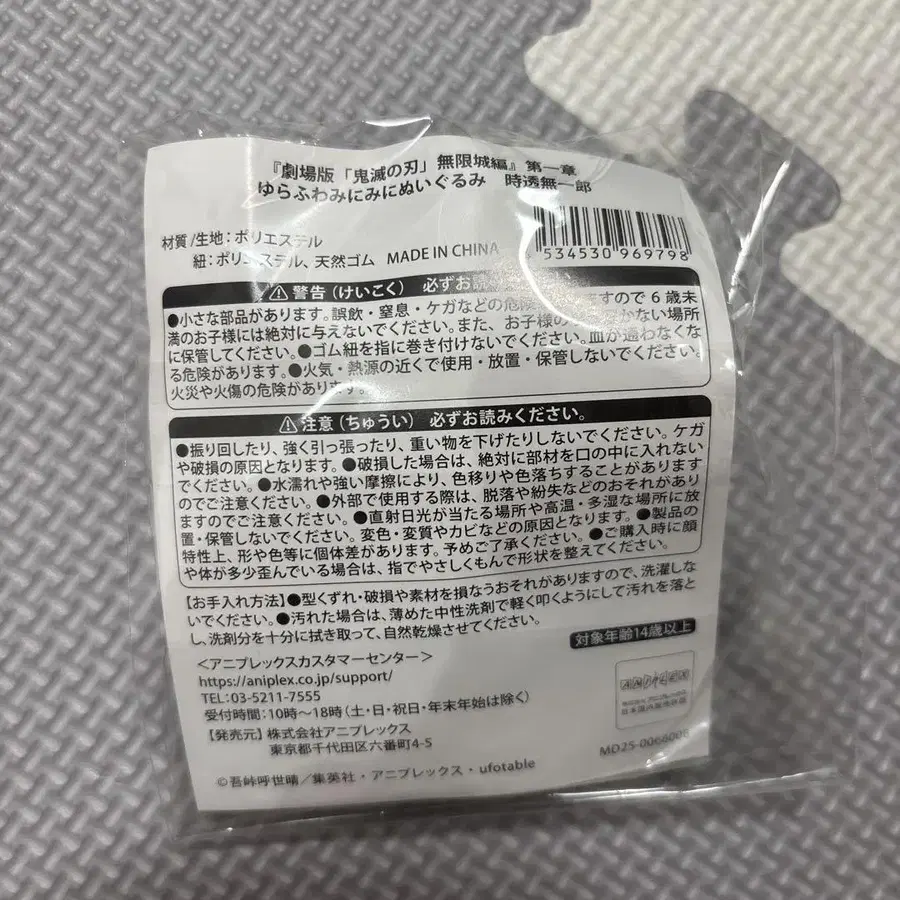 『劇場版「鬼滅の刃」無限城編』第一章
ゆらふわみにみにぬいぐるみ 時透無一郎
材質/生地：ポリエステル
紐：ポリエステル、天然ゴム MADE IN CHINA
534530 969798
⚠警告（けいこく） 必ずお読
●小さな部品があります。誤飲・窒息・ケガなどの危険 ますので6歳未
満のお子様には絶対に与えないでください。また、お子様の かない場所
に保管してください。●ゴム紐を指に巻き付けないでください。血が通わなくな
る危険があります。●火気・熱源の近くで使用・放置・保管しないでください。
火災や火傷の危険があります。
⚠注意（ちゅうい） 必ずお読みください。
●振り回したり、強く引っ張ったり、重い物を下げたりしないでください。ケガ
や破損の原因となります。●破損した場合は、絶対に部材を口の中に入れない
でください。●水濡れや強い摩擦により、色移りや色落ちすることがあります
のでご注意ください。●外部で使用する際は、脱落や紛失などのおそれがあり
ますのでご注意ください。●直射日光が当たる場所や高温・多湿な場所に放
置・保管しないでください。変色・変質やカビなどの原因となります。●製品の
特性上、形や色等に個体差があります。予めご了承ください。●ご購入時に顔
や体が多少歪んでいる場合は、指でやさしくもんで形状を整えてください。
【お手入れ方法】●型くずれ・破損や素材を損なうおそれがありますので、洗濯しな
いでください。●汚れた場合は、薄めた中性洗剤で軽く叩くようにして汚れを落と
し、洗剤分を十分に拭き取って、自然乾燥させてください。
対象年齢14歳以上
＜アニプレックスカスタマーセンター＞
https://aniplex.co.jp/support/
TEL：03-5211-7555
受付時間：10時～18時（土・日・祝日・年末年始は除く）
【発売元】株式会社アニプレックス
東京都千代田区六番町4-5
ANIPLEX
MD25-0066008
©吾峠呼世晴／集英社・アニプレックス・ufotable